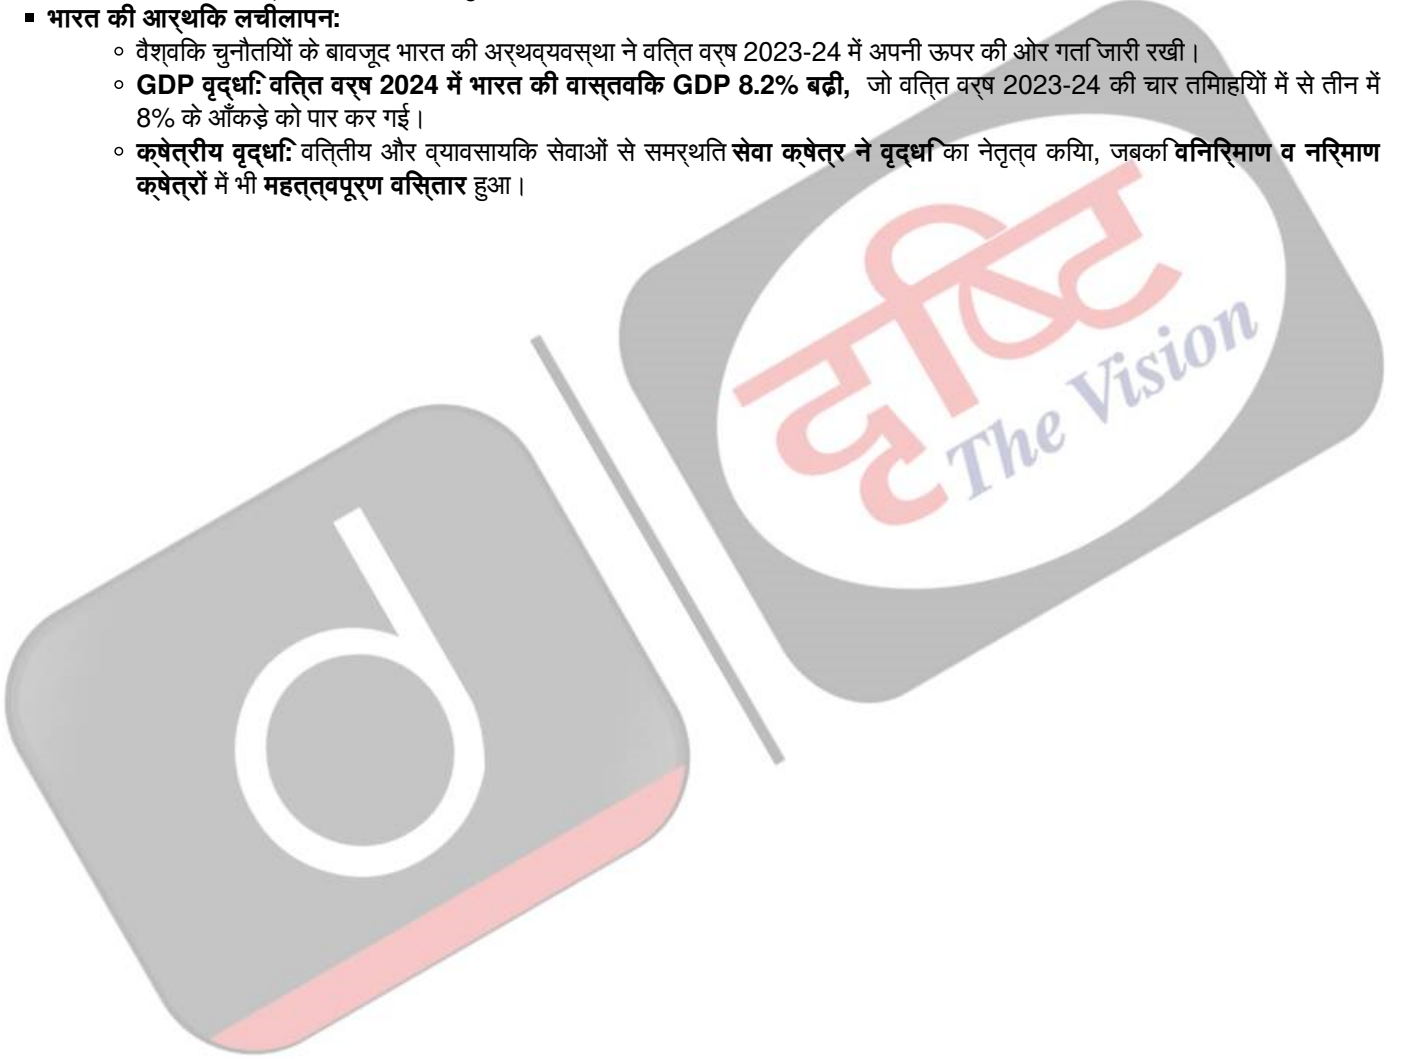 ▪ भारत की आर्थिक लचीलापन:
○ वैश्विक चुनौतियों के बावजूद भारत की अर्थव्यवस्था ने वित्त वर्ष 2023-24 में अपनी ऊपर की ओर गति जारी रखी।
○ GDP वृद्धि: वित्त वर्ष 2024 में भारत की वास्तविक GDP 8.2% बढ़ी, जो वित्त वर्ष 2023-24 की चार तिमाहियों में से तीन में
8% के आँकड़े को पार कर गई।
○ क्षेत्रीय वृद्धि: वित्तीय और व्यावसायिक सेवाओं से समर्थित सेवा क्षेत्र ने वृद्धि का नेतृत्व किया, जबकि विनिर्माण व निर्माण
क्षेत्रों में भी महत्त्वपूर्ण विस्तार हुआ।
दृष्टि
The Vision
d